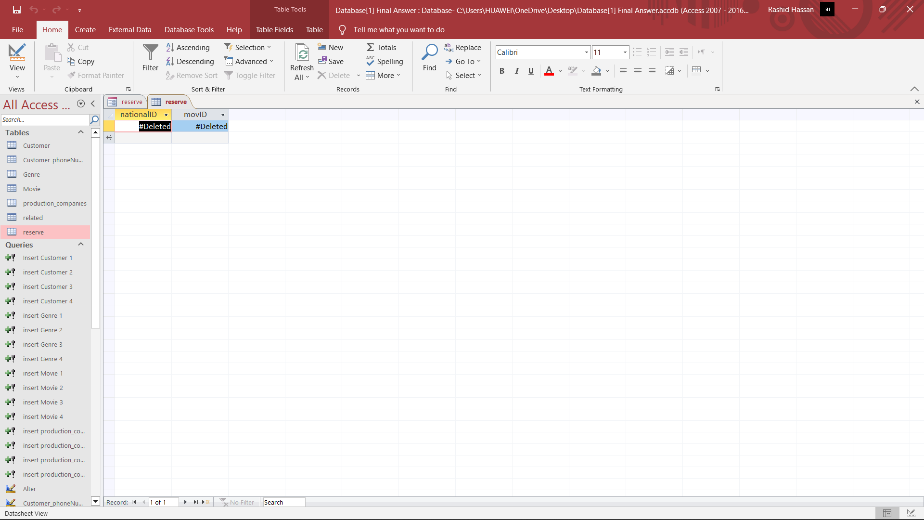 Table Tools
Database[1] Final Answer : Database- C:\Users\HUAWEI\OneDrive\Desktop\Database[1] Final Answer.accdb (Access 2007 - 2016...
Rashid Hassan
File Home Create External Data Database Tools Help Table Fields Table Tell me what you want to do
View
Views
Paste
Cut
Copy
Format Painter
Clipboard
Filter
Ascending
Descending
Remove Sort
Selection
Advanced
Toggle Filter
Sort & Filter
Refresh
All
New
Save
Delete
Totals
Spelling
More
Records
Find
Replace
Go To
Select
Find
Calibri
11
B I U A
Text Formatting
All Access ...
Search...
Tables
Customer
Customer_phoneNu...
Genre
Movie
production_companies
related
reserve
Queries
insert Customer 1
insert Customer 2
insert Customer 3
insert Customer 4
insert Genre 1
insert Genre 2
insert Genre 3
insert Genre 4
insert Movie 1
insert Movie 2
insert Movie 3
insert Movie 4
insert production_co...
insert production_co...
insert production_co...
insert production_co...
Alter
Customer_phoneNu...
reserve reserve
nationalID movID
#Deleted #Deleted
Record: 1 of 1 No Filter Search
Datasheet View